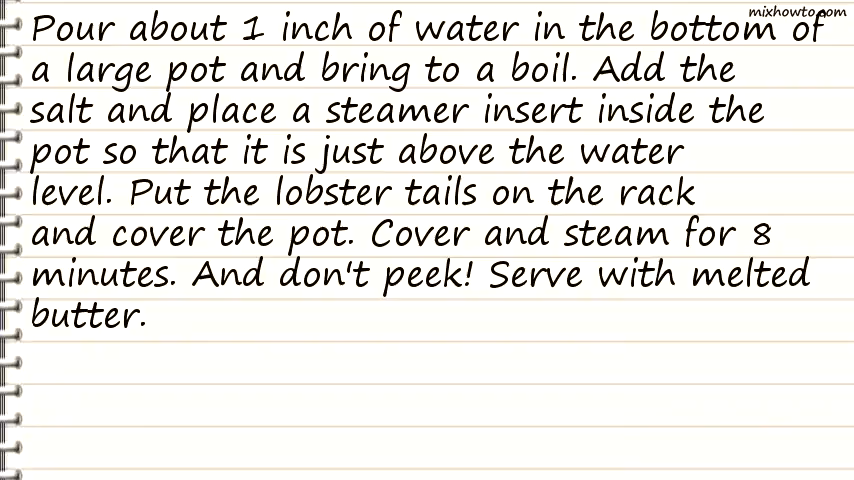 mixhowto.com
Pour about 1 inch of water in the bottom of
a large pot and bring to a boil. Add the
salt and place a steamer insert inside the
pot so that it is just above the water
level. Put the lobster tails on the rack
and cover the pot. Cover and steam for 8
minutes. And don't peek! Serve with melted
butter.